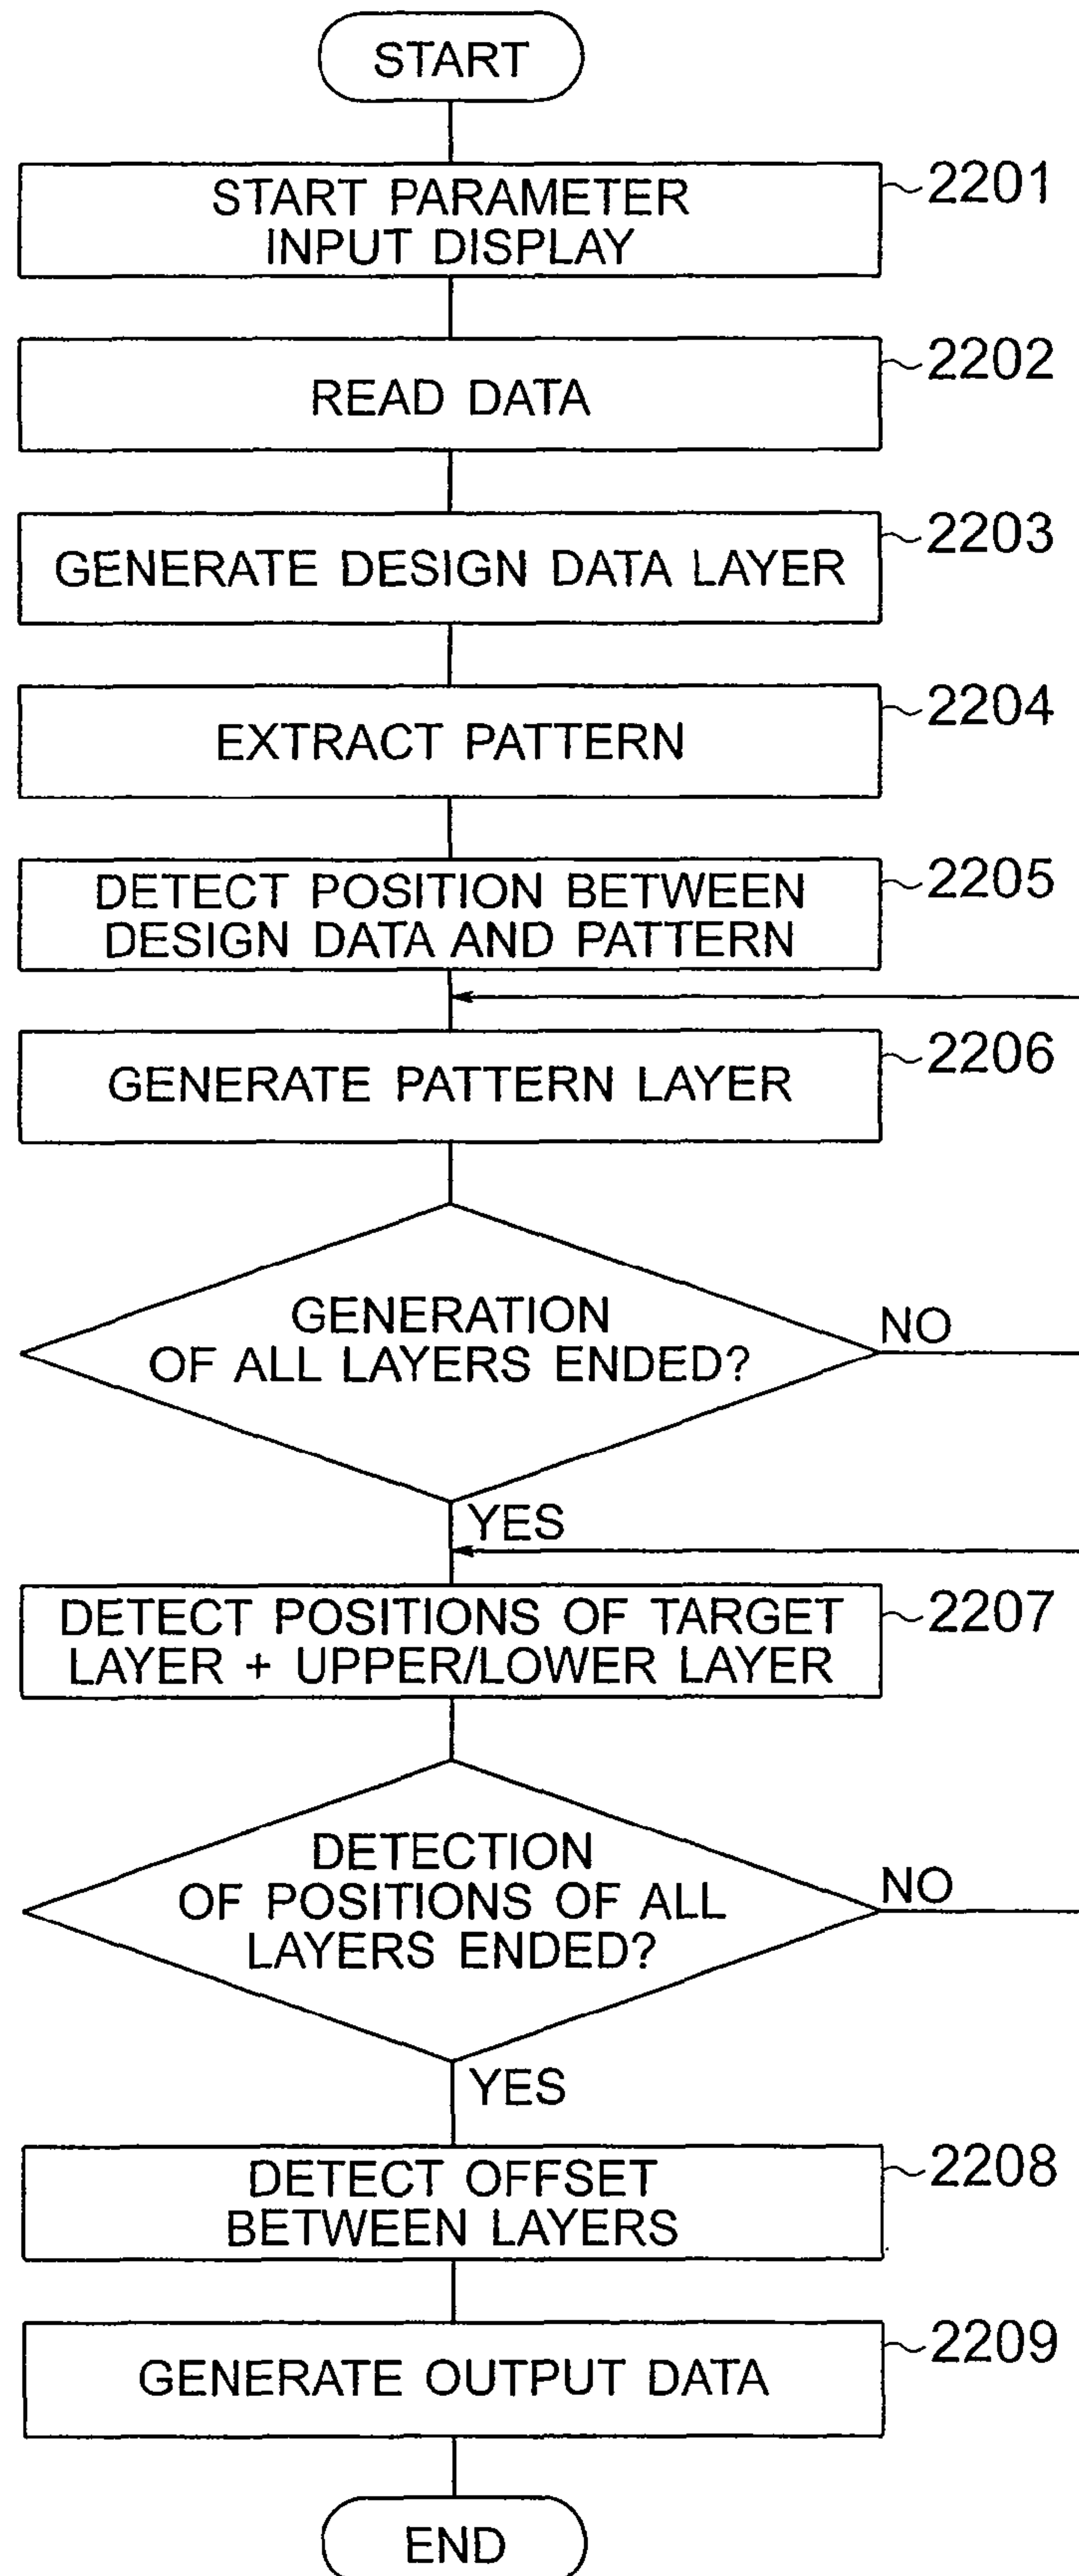 START
START PARAMETER
INPUT DISPLAY
2201
READ DATA
2202
GENERATE DESIGN DATA LAYER
2203
EXTRACT PATTERN
2204
DETECT POSITION BETWEEN
DESIGN DATA AND PATTERN
2205
GENERATE PATTERN LAYER
2206
GENERATION
OF ALL LAYERS ENDED?
NO
YES
DETECT POSITIONS OF TARGET
LAYER + UPPER/LOWER LAYER
2207
DETECTION
OF POSITIONS OF ALL
LAYERS ENDED?
NO
YES
DETECT OFFSET
BETWEEN LAYERS
2208
GENERATE OUTPUT DATA
2209
END